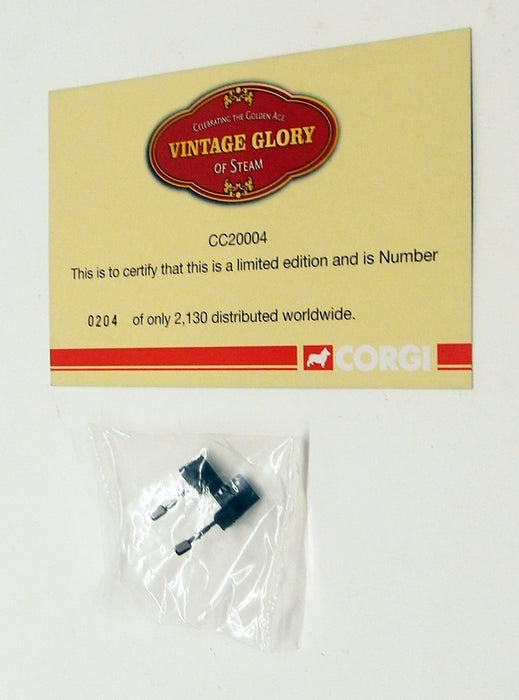 CELEBRATING THE GOLDEN AGE
VINTAGE GLORY
OF STEAM
CC20004
This is to certify that this is a limited edition and is Number
0204 of only 2,130 distributed worldwide.
CORGI